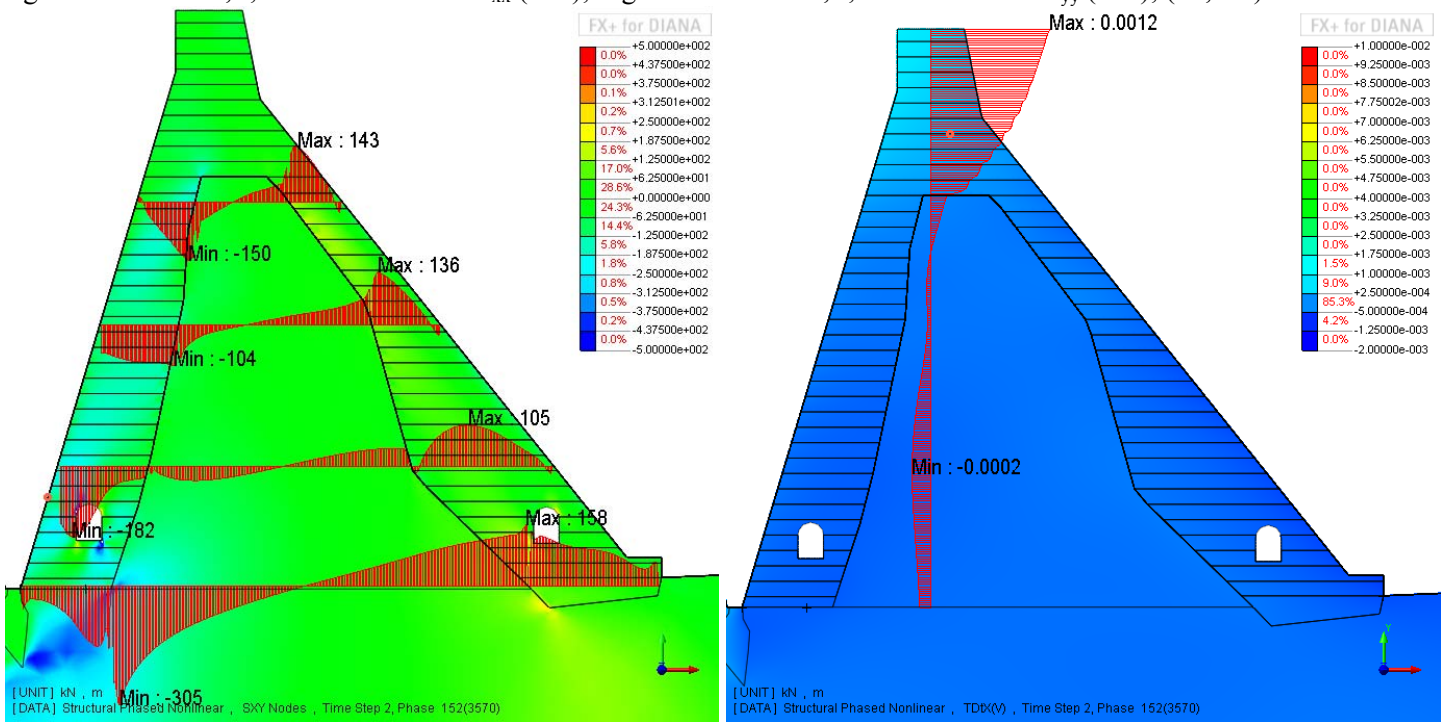 xx
yy
FX+ for DIANA
+5.00000e+002
0.0%
+4.37500e+002
0.0%
+3.75000e+002
0.1%
+3.12501e+002
0.2%
+2.50000e+002
0.7%
+1.87500e+002
5.6%
+1.25000e+002
17.0%
+6.25000e+001
28.6%
+0.00000e+000
24.3%
-6.25000e+001
14.4%
-1.25000e+002
5.8%
-1.87500e+002
1.8%
-2.50000e+002
0.8%
-3.12500e+002
0.5%
-3.75000e+002
0.2%
-4.37500e+002
0.0%
-5.00000e+002
Max : 143
Min : -150
Max : 136
Min : -104
Max : 105
Min : -182
Max : 158
Min : -305
[UNIT] kN , m
[DATA] Structural Phased Nonlinear , SXY Nodes , Time Step 2, Phase 152(3570)
Max : 0.0012
FX+ for DIANA
+1.00000e-002
0.0%
+9.25000e-003
0.0%
+8.50000e-003
0.0%
+7.75002e-003
0.0%
+7.00000e-003
0.0%
+6.25000e-003
0.0%
+5.50000e-003
0.0%
+4.75000e-003
0.0%
+4.00000e-003
0.0%
+3.25000e-003
0.0%
+2.50000e-003
0.0%
+1.75000e-003
1.5%
+1.00000e-003
9.0%
+2.50000e-004
85.3%
-5.00000e-004
4.2%
-1.25000e-003
0.0%
-2.00000e-003
Min : -0.0002
Y
[UNIT] kN , m
[DATA] Structural Phased Nonlinear , TDtX(V) , Time Step 2, Phase 152(3570)